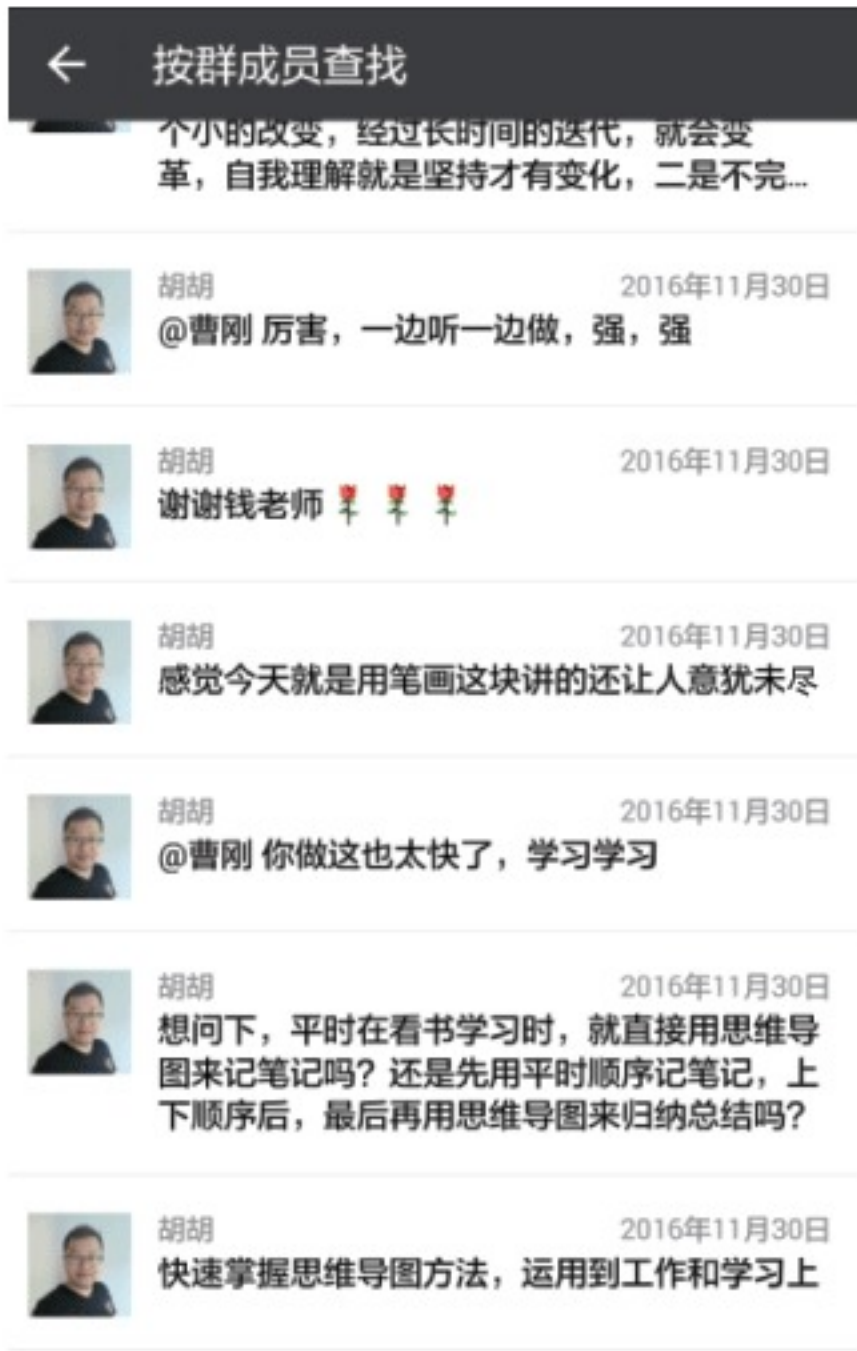 按群成员查找
个小的改变，经过长时间的迭代，就会变
革，自我理解就是坚持才有变化，二是不完...
胡胡 2016年11月30日
@曹刚 厉害，一边听一边做，强，强
胡胡 2016年11月30日
谢谢钱老师🌹🌹🌹
胡胡 2016年11月30日
感觉今天就是用笔画这块讲的还让人意犹未尽
胡胡 2016年11月30日
@曹刚 你做这也太快了，学习学习
胡胡 2016年11月30日
想问下，平时在看书学习时，就直接用思维导
图来记笔记吗？还是先用平时顺序记笔记，上
下顺序后，最后再用思维导图来归纳总结吗？
胡胡 2016年11月30日
快速掌握思维导图方法，运用到工作和学习上